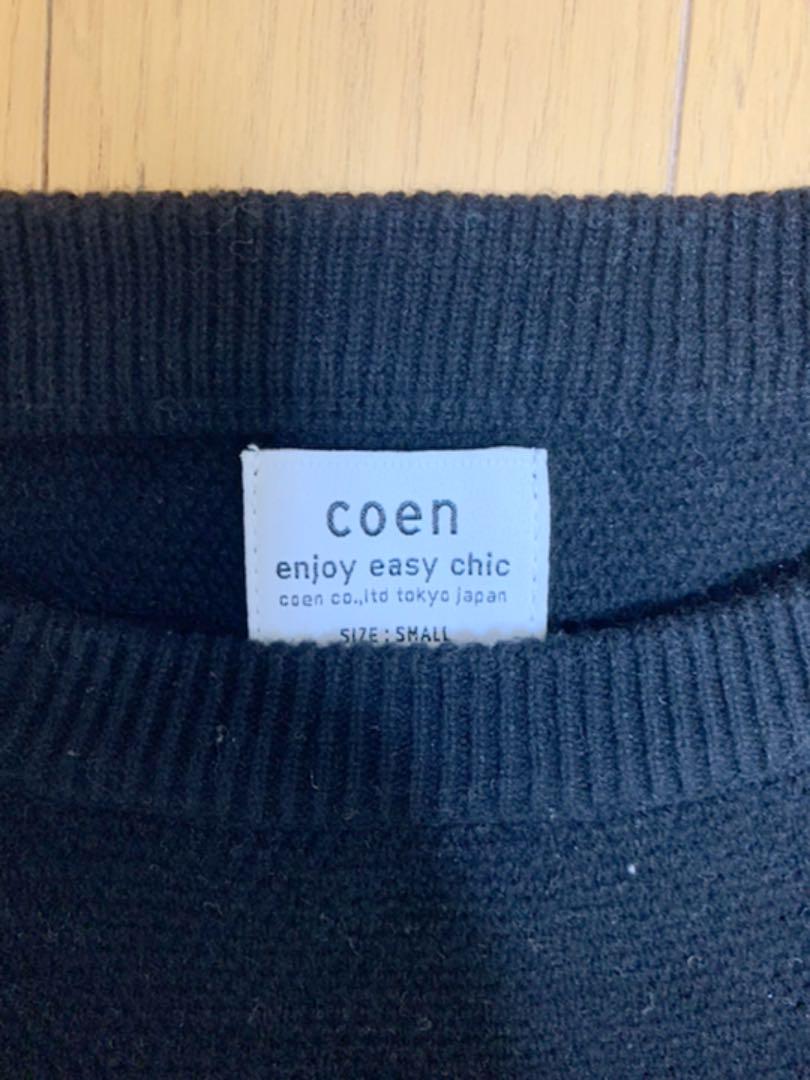 coen
enjoy easy chic
coen co.,ltd tokyo japan
SIZE : SMALL